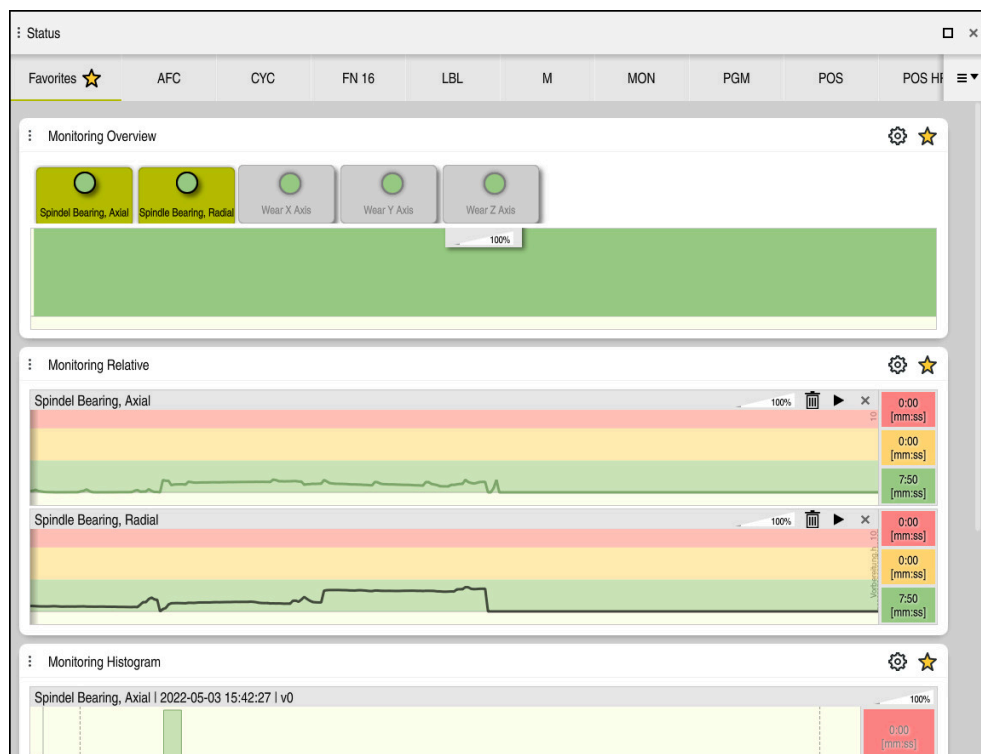 Status
Favorites AFC CYC FN 16 LBL M MON PGM POS POS
Monitoring Overview
Spindel Bearing, Axial Spindle Bearing, Radial Wear X Axis Wear Y Axis Wear Z Axis
100%
Monitoring Relative
Spindel Bearing, Axial 100% 0:00
10 [mm:ss]
0:00
[mm:ss]
7:50
[mm:ss]
Spindle Bearing, Radial 100% 0:00
10 [mm:ss]
Vorbereitung.h 0:00
[mm:ss]
7:50
[mm:ss]
Monitoring Histogram
Spindel Bearing, Axial | 2022-05-03 15:42:27 | v0 100%
0:00
[mm:ss]